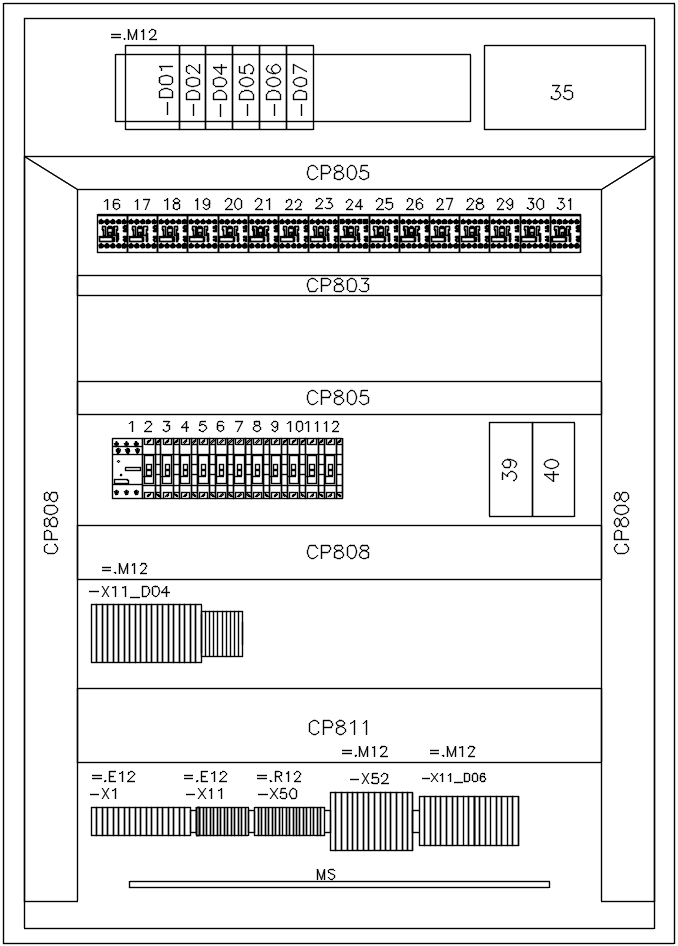 =.M12
-D01 -D02 -D04 -D05 -D06 -D07
35
CP805
16 17 18 19 20 21 22 23 24 25 26 27 28 29 30 31
CP803
CP805
1 2 3 4 5 6 7 8 9 10 11 12
39 40
CP808
CP808
CP808
=.M12
-X11_D04
CP811
=.M12 =.M12
=.E12 =.E12 =.R12 -X52 -X11_D06
-X1 -X11 -X50
MS